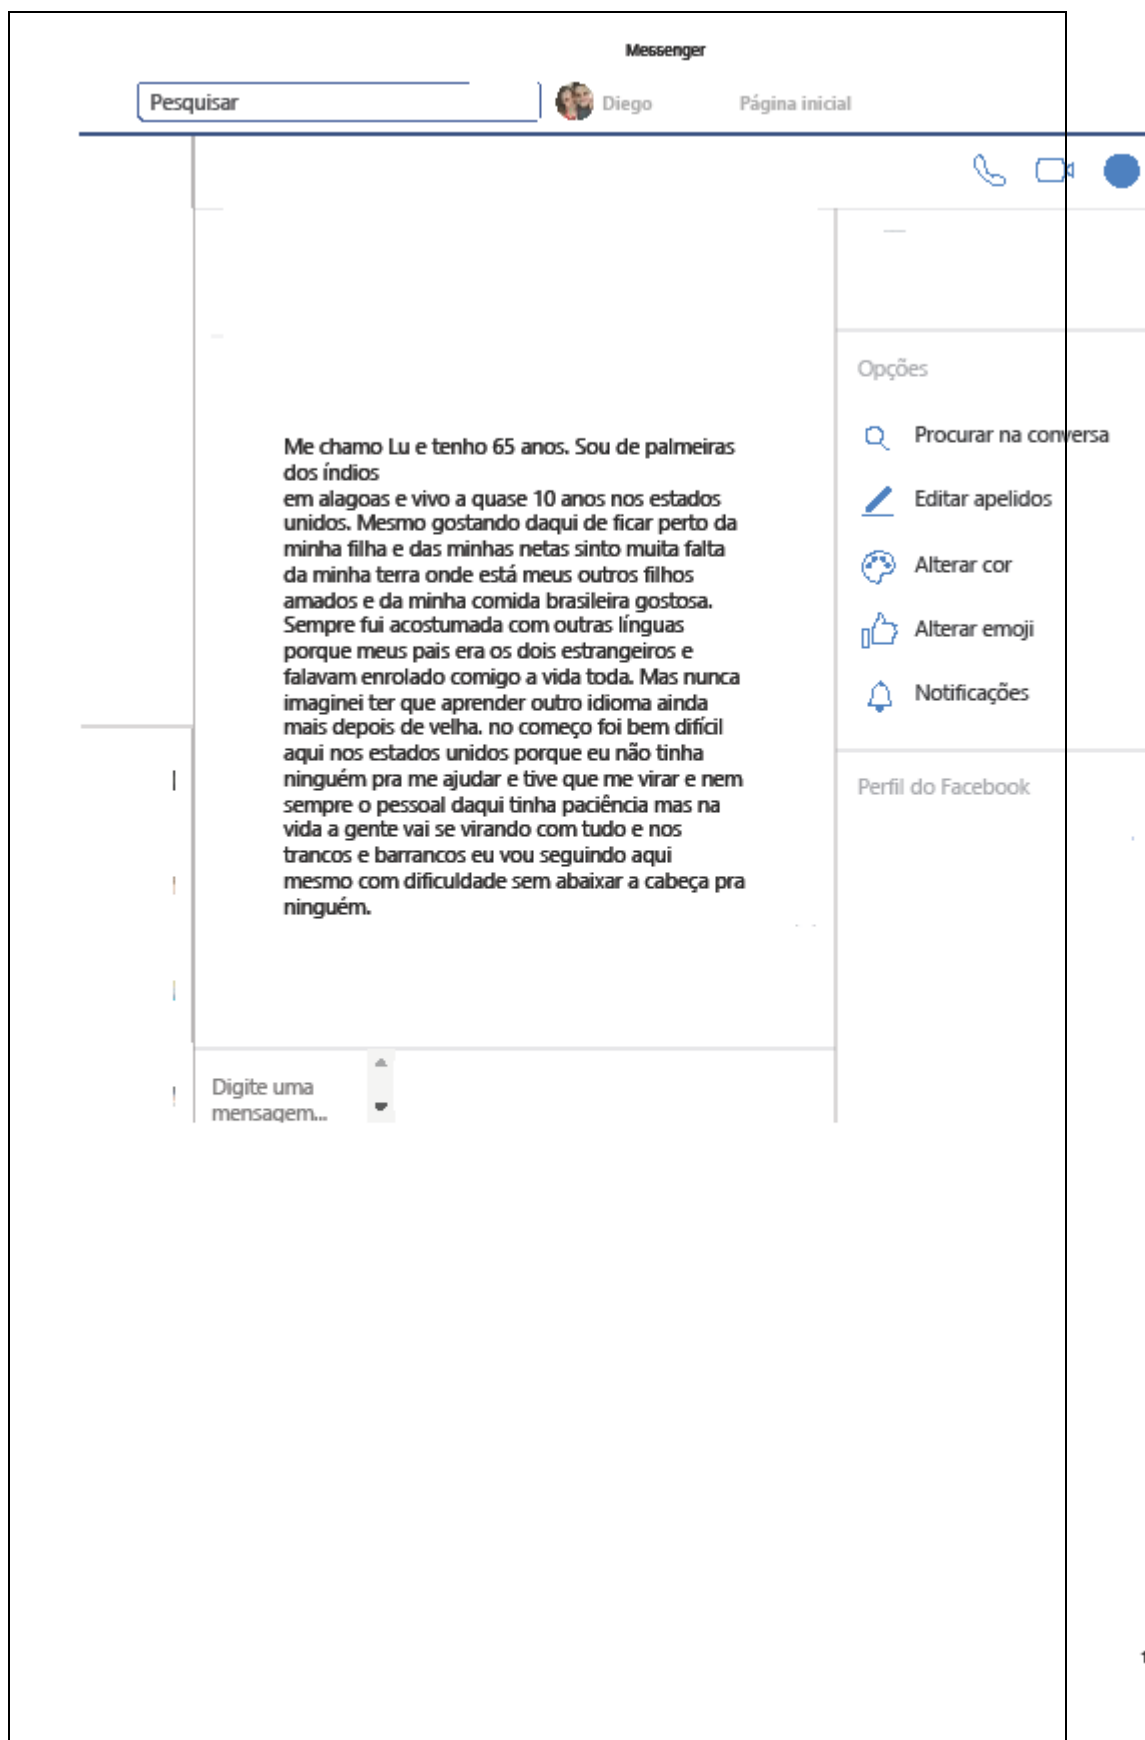 Messenger
Pesquisar
Diego
Página inicial
Me chamo Lu e tenho 65 anos. Sou de palmeiras
dos índios
em alagoas e vivo a quase 10 anos nos estados
unidos. Mesmo gostando daqui de ficar perto da
minha filha e das minhas netas sinto muita falta
da minha terra onde está meus outros filhos
amados e da minha comida brasileira gostosa.
Sempre fui acostumada com outras línguas
porque meus pais era os dois estrangeiros e
falavam enrolado comigo a vida toda. Mas nunca
imaginei ter que aprender outro idioma ainda
mais depois de velha. no começo foi bem difícil
aqui nos estados unidos porque eu não tinha
ninguém pra me ajudar e tive que me virar e nem
sempre o pessoal daqui tinha paciência mas na
vida a gente vai se virando com tudo e nos
trancos e barrancos eu vou seguindo aqui
mesmo com dificuldade sem abaixar a cabeça pra
ninguém.
Digite uma
mensagem...
Opções
Procurar na conversa
Editar apelidos
Alterar cor
Alterar emoji
Notificações
Perfil do Facebook
1